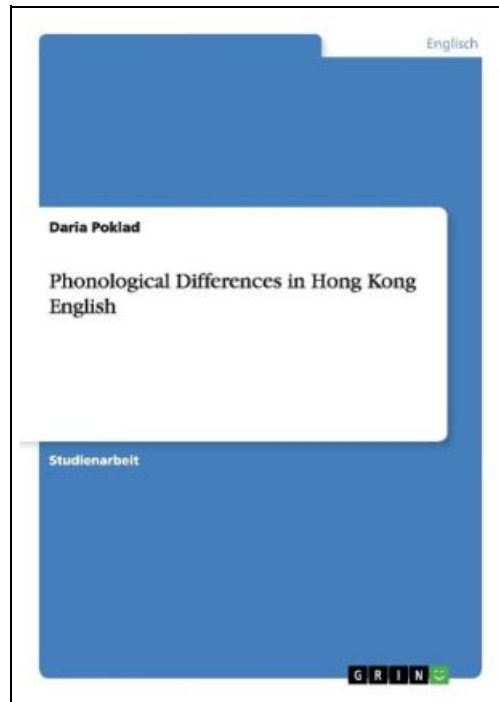 Englisch
Daria Poklad
Phonological Differences in Hong Kong
English
Studienarbeit
GRIN